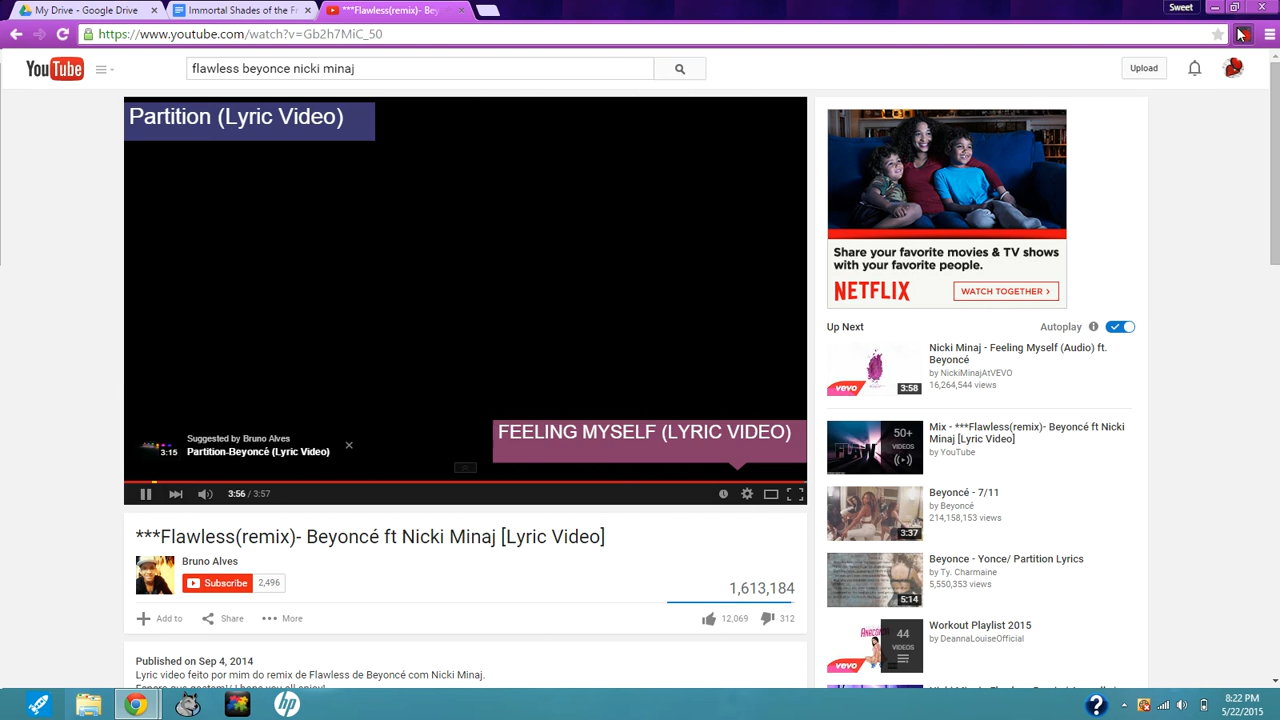 My Drive - Google Drive
Immortal Shades of the F
***Flawless(remix)- Bey
Sweet
https://www.youtube.com/watch?v=Gb2h7MiC_50
YouTube
flawless beyonce nicki minaj
Upload
Partition (Lyric Video)
Suggested by Bruno Alves
3:15
Partition-Beyoncé (Lyric Video)
FEELING MYSELF (LYRIC VIDEO)
3:56 / 3:57
***Flawless(remix)- Beyoncé ft Nicki Minaj [Lyric Video]
Bruno Alves
Subscribe
2,496
1,613,184
Add to
Share
More
12,069
312
Published on Sep 4, 2014
Lyric video feito por mim do remix de Flawless de Beyoncé com Nicki Minaj.
Share your favorite movies & TV shows
with your favorite people.
NETFLIX
WATCH TOGETHER >
Up Next
Autoplay
Nicki Minaj - Feeling Myself (Audio) ft.
Beyoncé
by NickiMinajAtVEVO
16,264,544 views
vevo
3:58
Mix - ***Flawless(remix)- Beyoncé ft Nicki
Minaj [Lyric Video]
by YouTube
50+
VIDEOS
Beyoncé - 7/11
by Beyoncé
214,158,153 views
3:37
Beyonce - Yonce/ Partition Lyrics
by Ty. Charmaine
5,550,353 views
5:14
Workout Playlist 2015
by DeannaLouiseOfficial
ANACONDA
44
VIDEOS
vevo
hp
8:22 PM
5/22/2015